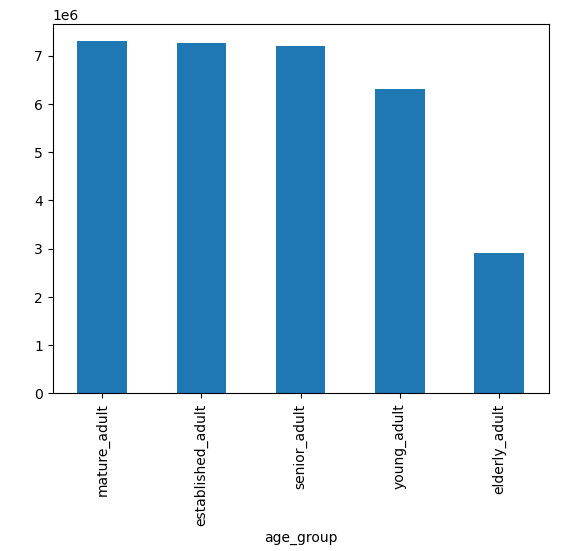 1e6
7
6
5
4
3
2
1
0
mature_adult
established_adult
senior_adult
young_adult
elderly_adult
age_group